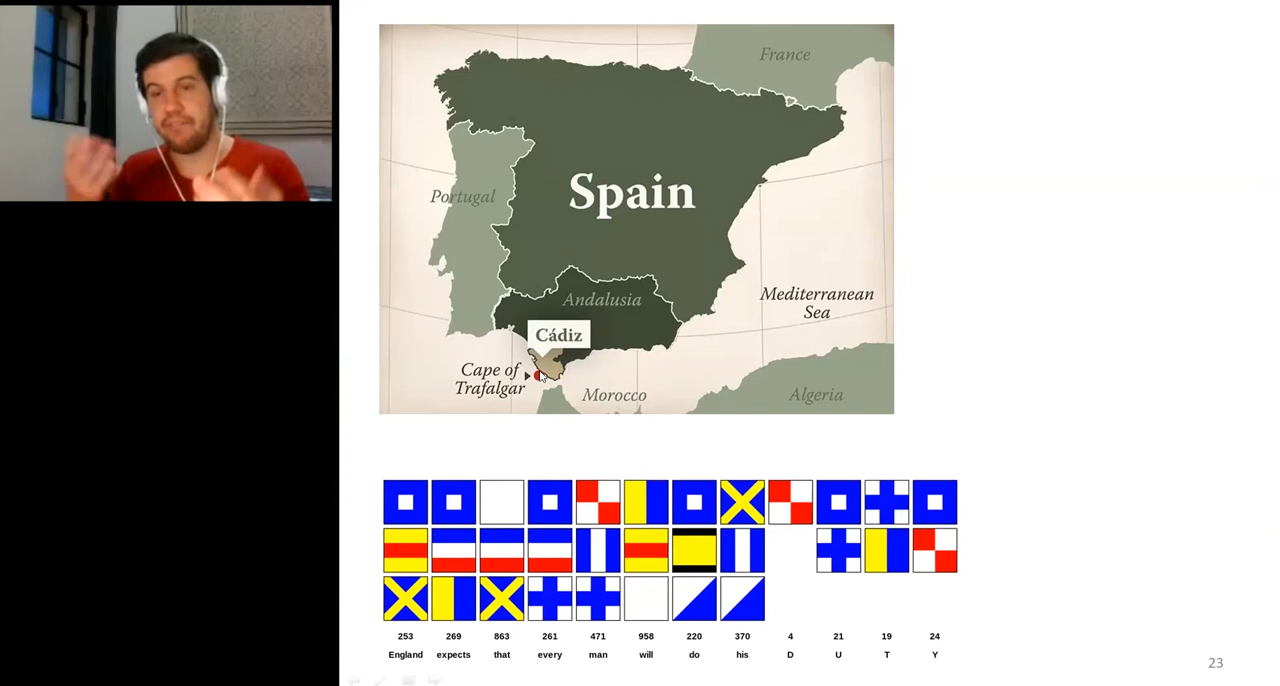 France
Portugal
Spain
Andalusia
Mediterranean
Sea
Cádiz
Cape of
Trafalgar
Morocco
Algeria
253 269 863 261 471 958 220 370 4 21 19 24
England expects that every man will do his D U T Y
23